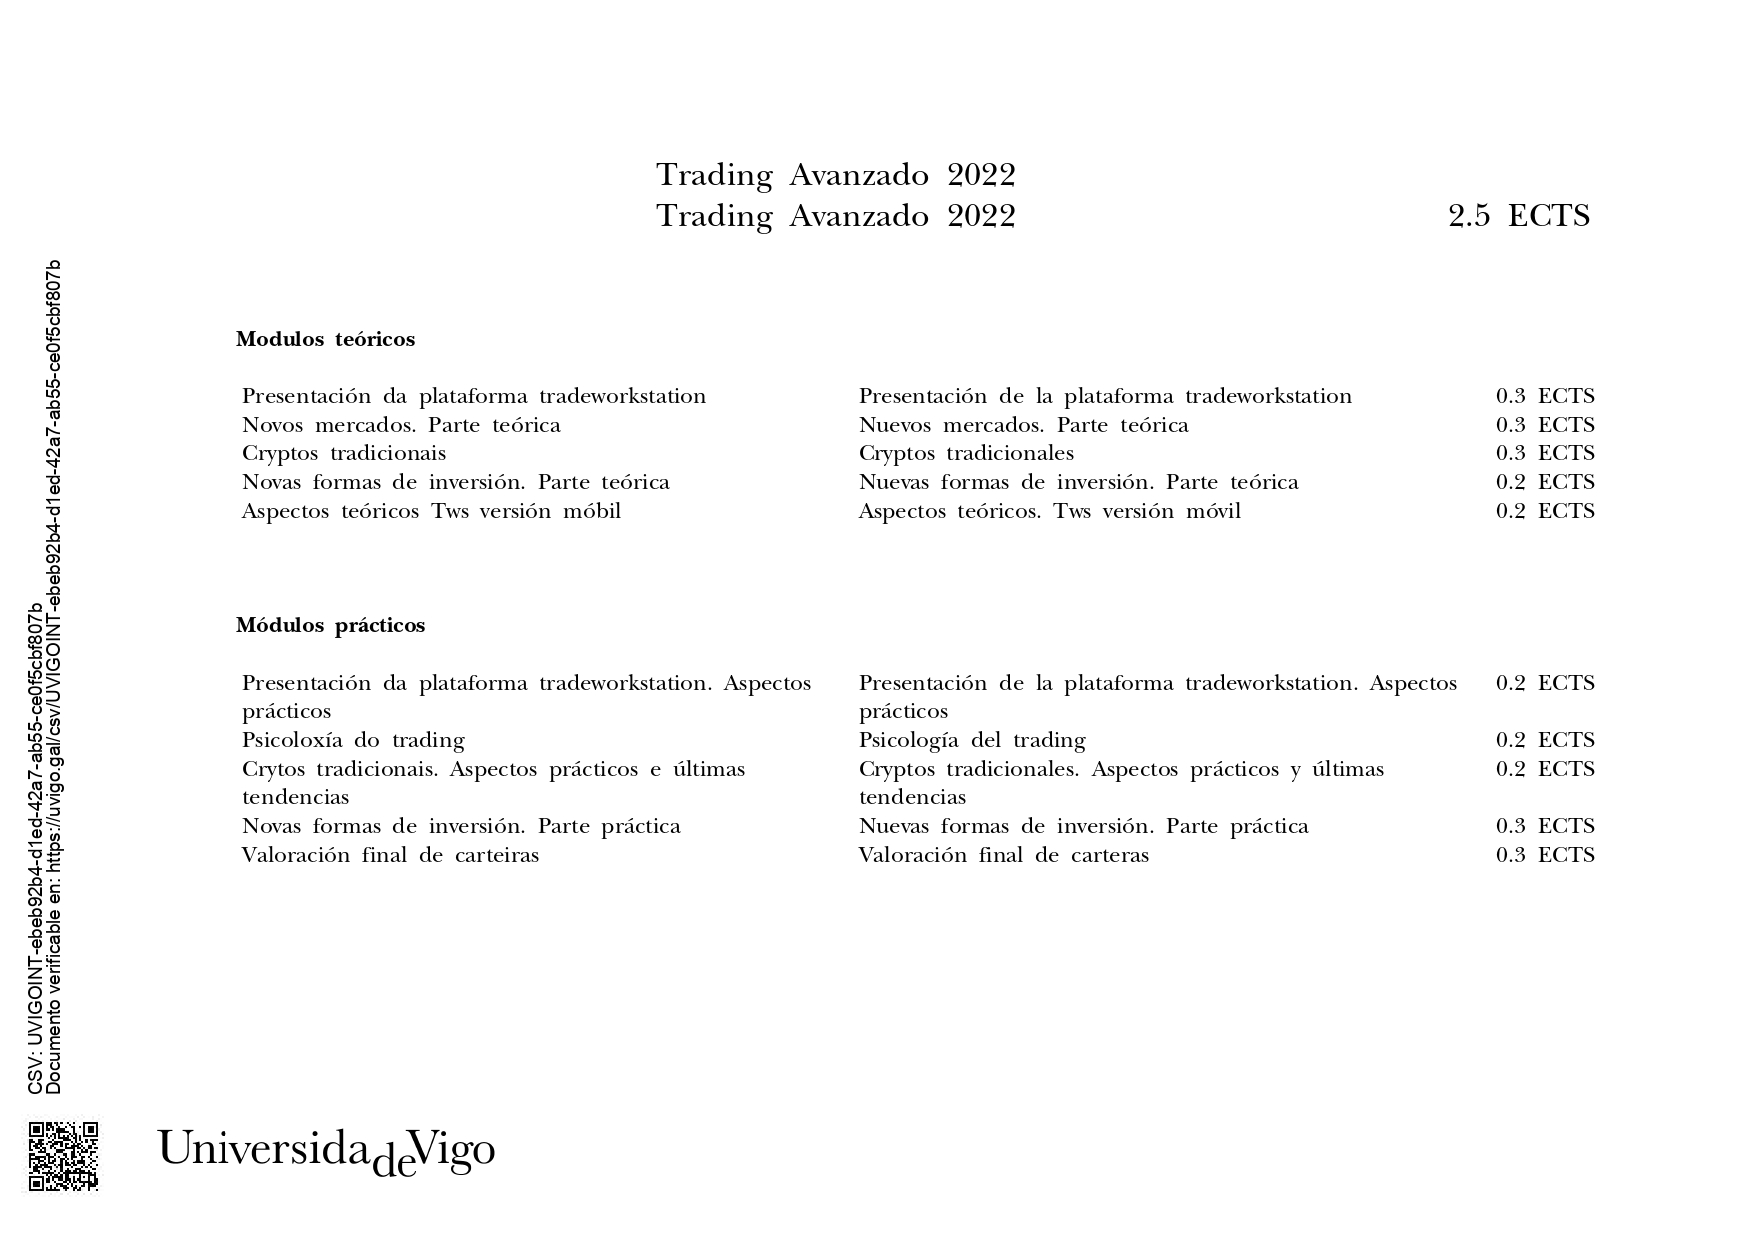 Trading Avanzado 2022
Trading Avanzado 2022 2.5 ECTS
Modulos teóricos
Presentación da plataforma tradeworkstation Presentación de la plataforma tradeworkstation 0.3 ECTS
Novos mercados. Parte teórica Nuevos mercados. Parte teórica 0.3 ECTS
Cryptos tradicionais Cryptos tradicionales 0.3 ECTS
Novas formas de inversión. Parte teórica Nuevas formas de inversión. Parte teórica 0.2 ECTS
Aspectos teóricos Tws versión móbil Aspectos teóricos. Tws versión móvil 0.2 ECTS
Módulos prácticos
Presentación da plataforma tradeworkstation. Aspectos Presentación de la plataforma tradeworkstation. Aspectos 0.2 ECTS
prácticos prácticos
Psicoloxía do trading Psicología del trading 0.2 ECTS
Crytos tradicionais. Aspectos prácticos e últimas Cryptos tradicionales. Aspectos prácticos y últimas 0.2 ECTS
tendencias tendencias
Novas formas de inversión. Parte práctica Nuevas formas de inversión. Parte práctica 0.3 ECTS
Valoración final de carteiras Valoración final de carteras 0.3 ECTS
CSV: UVIGOINT-ebeb92b4-d1ed-42a7-ab55-ce0f5cbf807b
Documento verificable en: https://uvigo.gal/csv/UVIGOINT-ebeb92b4-d1ed-42a7-ab55-ce0f5cbf807b
UniversidadeVigo